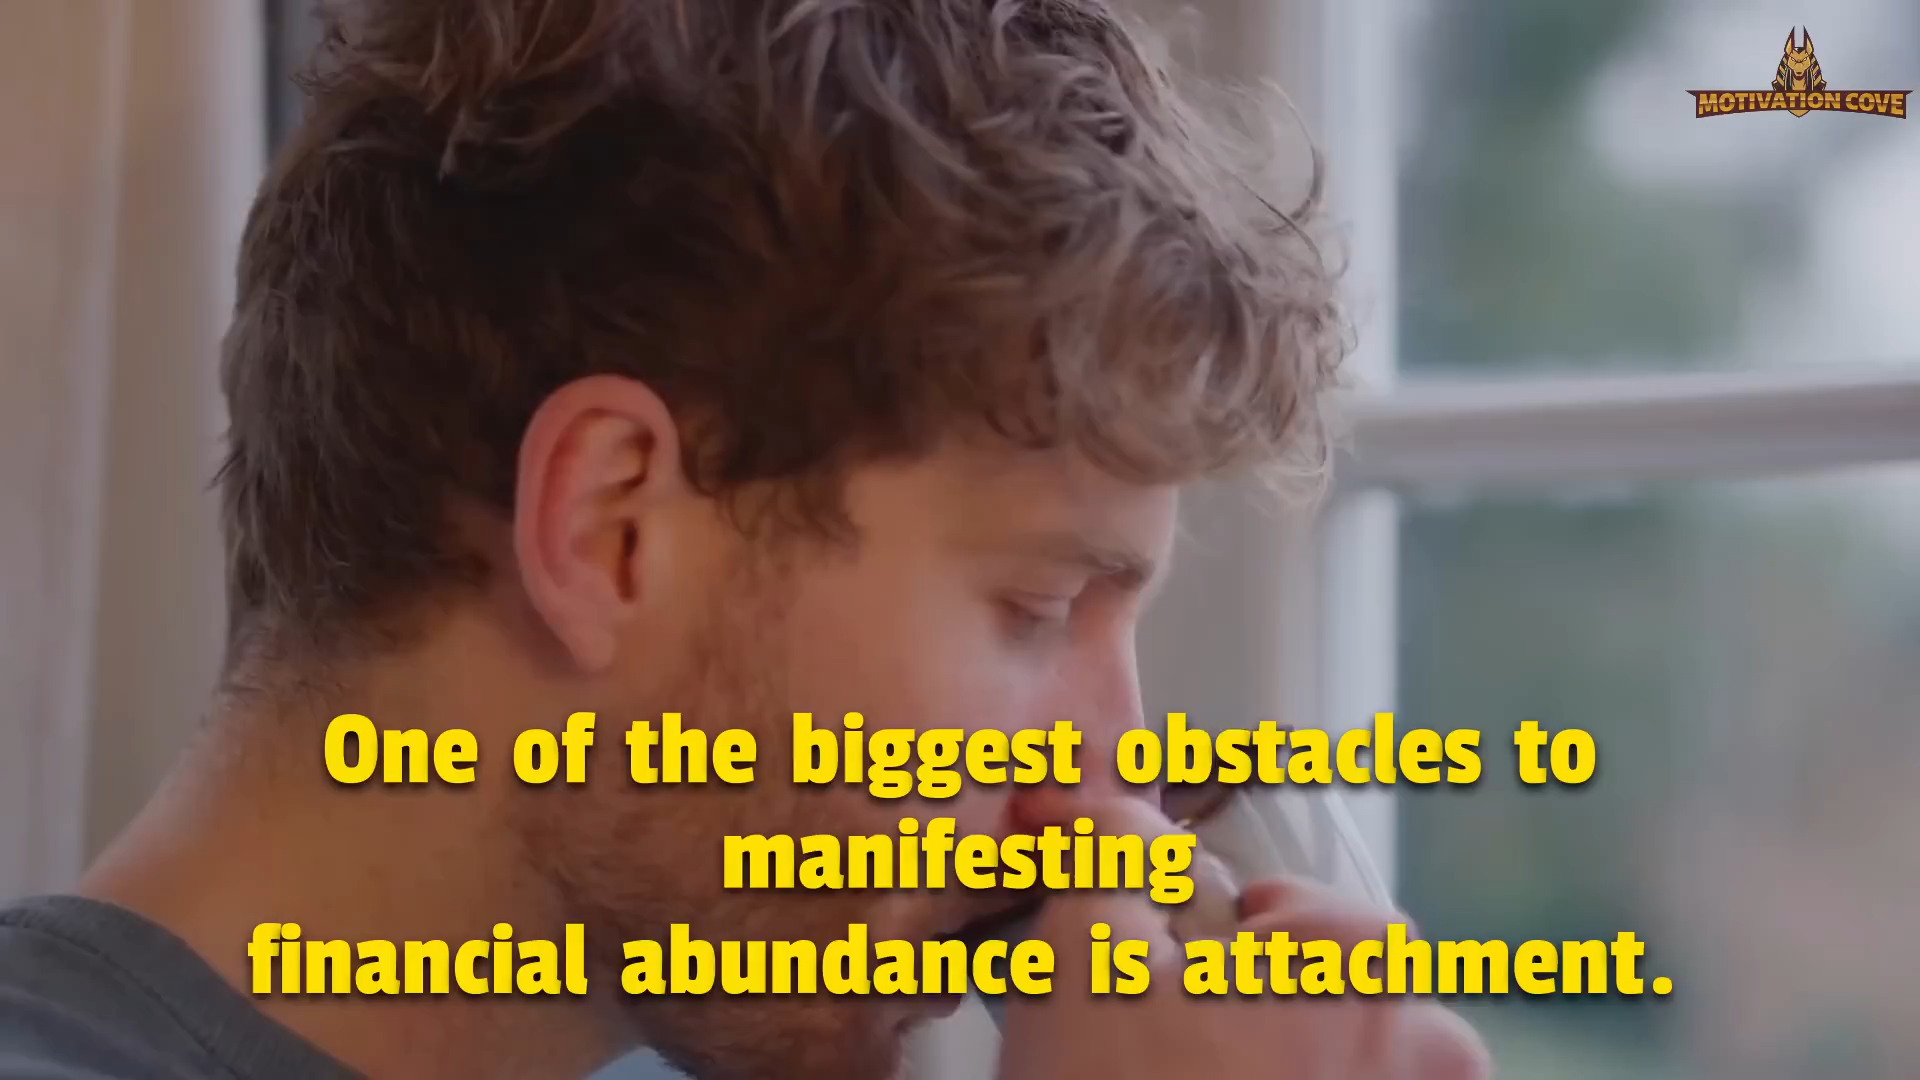 MOTIVATION COVE
One of the biggest obstacles to
manifesting
financial abundance is attachment.